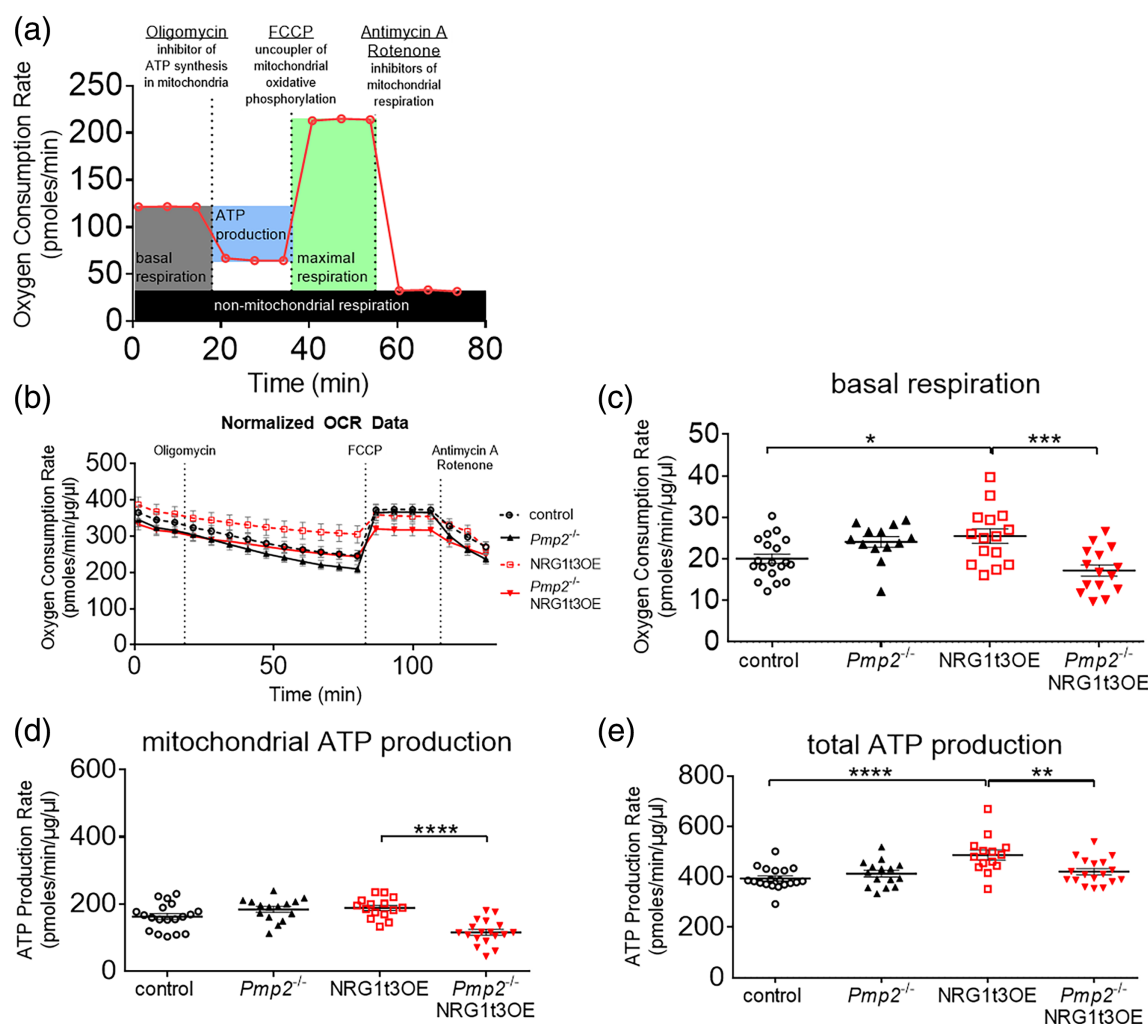 (a)
Oligomycin
inhibitor of
ATP synthesis
in mitochondria
FCCP
uncoupler of
mitochondrial
oxidative
phosphorylation
Antimycin A
Rotenone
inhibitors of
mitochondrial
respiration
Oxygen Consumption Rate
(pmoles/min)
250
200
150
100
50
0
ATP
production
basal
respiration
maximal
respiration
non-mitochondrial respiration
0 20 40 60 80
Time (min)
(b)
Normalized OCR Data
Oligomycin
FCCP
Antimycin A
Rotenone
Oxygen Consumption Rate
(pmoles/min/µg/µl)
500
400
300
200
100
0
0 50 100
Time (min)
control
Pmp2-/-
NRG1t3OE
Pmp2-/-
NRG1t3OE
(c)
basal respiration
Oxygen Consumption Rate
(pmoles/min/µg/µl)
50
40
30
20
10
0
* ***
control Pmp2-/- NRG1t3OE Pmp2-/-
NRG1t3OE
(d)
mitochondrial ATP production
ATP Production Rate
(pmoles/min/µg/µl)
600
400
200
0
****
control Pmp2-/- NRG1t3OE Pmp2-/-
NRG1t3OE
(e)
total ATP production
ATP Production Rate
(pmoles/min/µg/µl)
800
600
400
200
0
**** **
control Pmp2-/- NRG1t3OE Pmp2-/-
NRG1t3OE